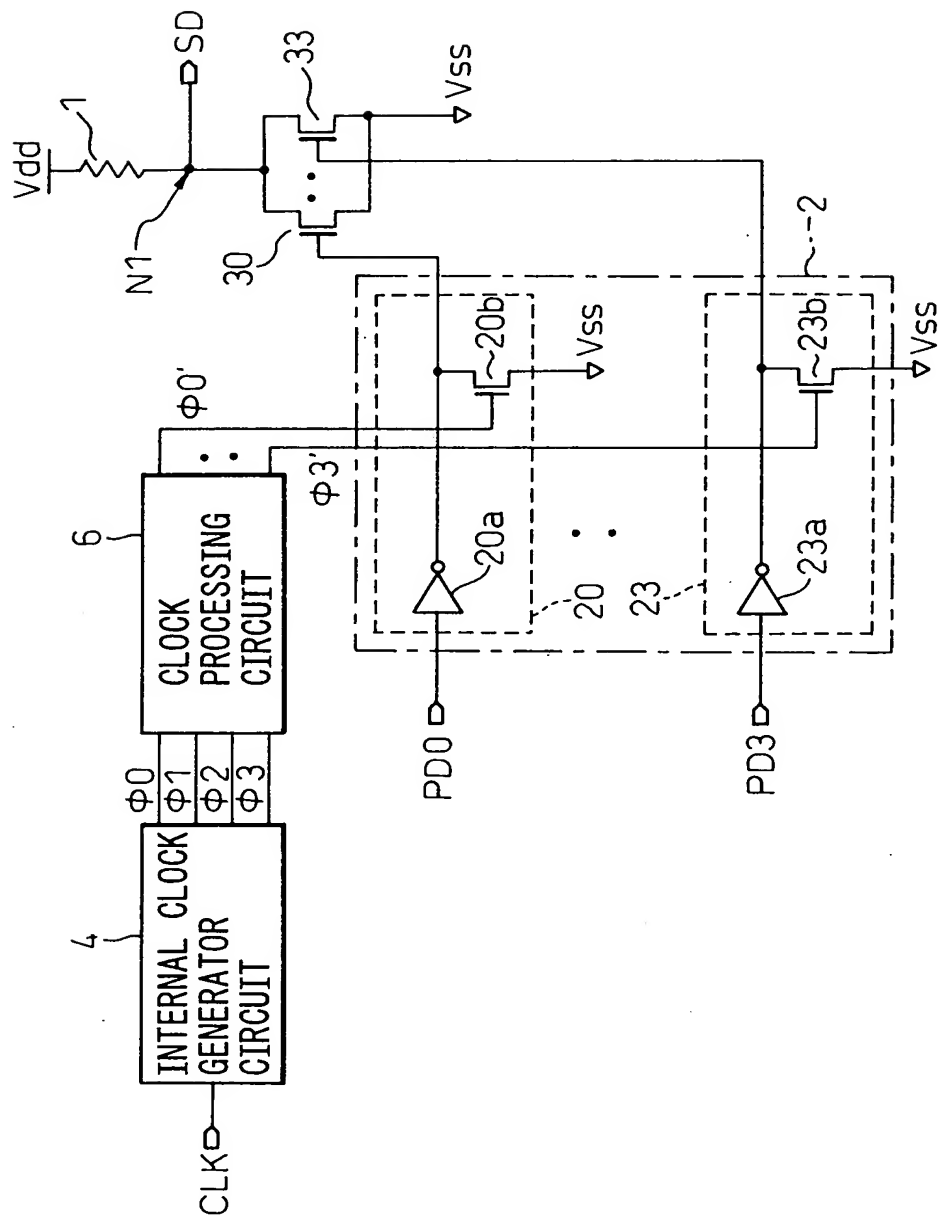 Vdd
1
N1
SD
30
33
Vss
CLK
4
INTERNAL CLOCK
GENERATOR
CIRCUIT
Φ0
Φ1
Φ2
Φ3
6
CLOCK
PROCESSING
CIRCUIT
Φ0'
Φ3'
2
PD0
20a
20b
Vss
20
23
PD3
23a
23b
Vss